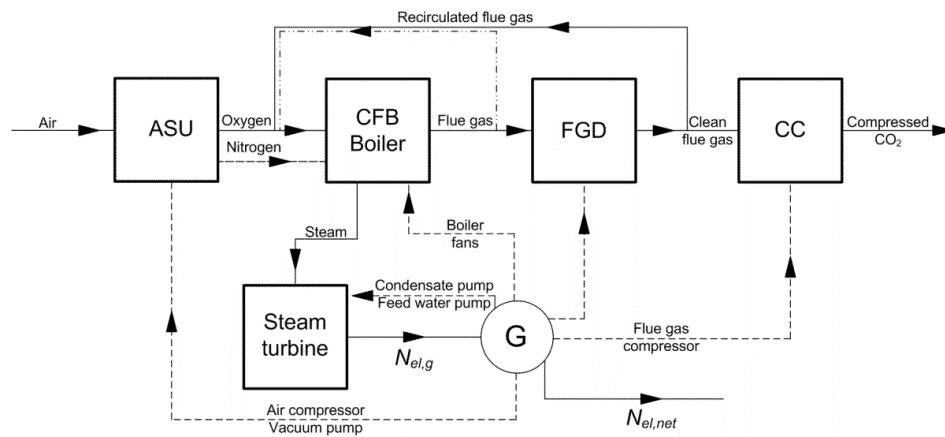 Recirculated flue gas
Air
ASU
Oxygen
Nitrogen
CFB
Boiler
Flue gas
FGD
Clean
flue gas
CC
Compressed
CO₂
Steam
Boiler
fans
Condensate pump
Feed water pump
Steam
turbine
Nel,g
G
Flue gas
compressor
Air compressor
Vacuum pump
Nel,net